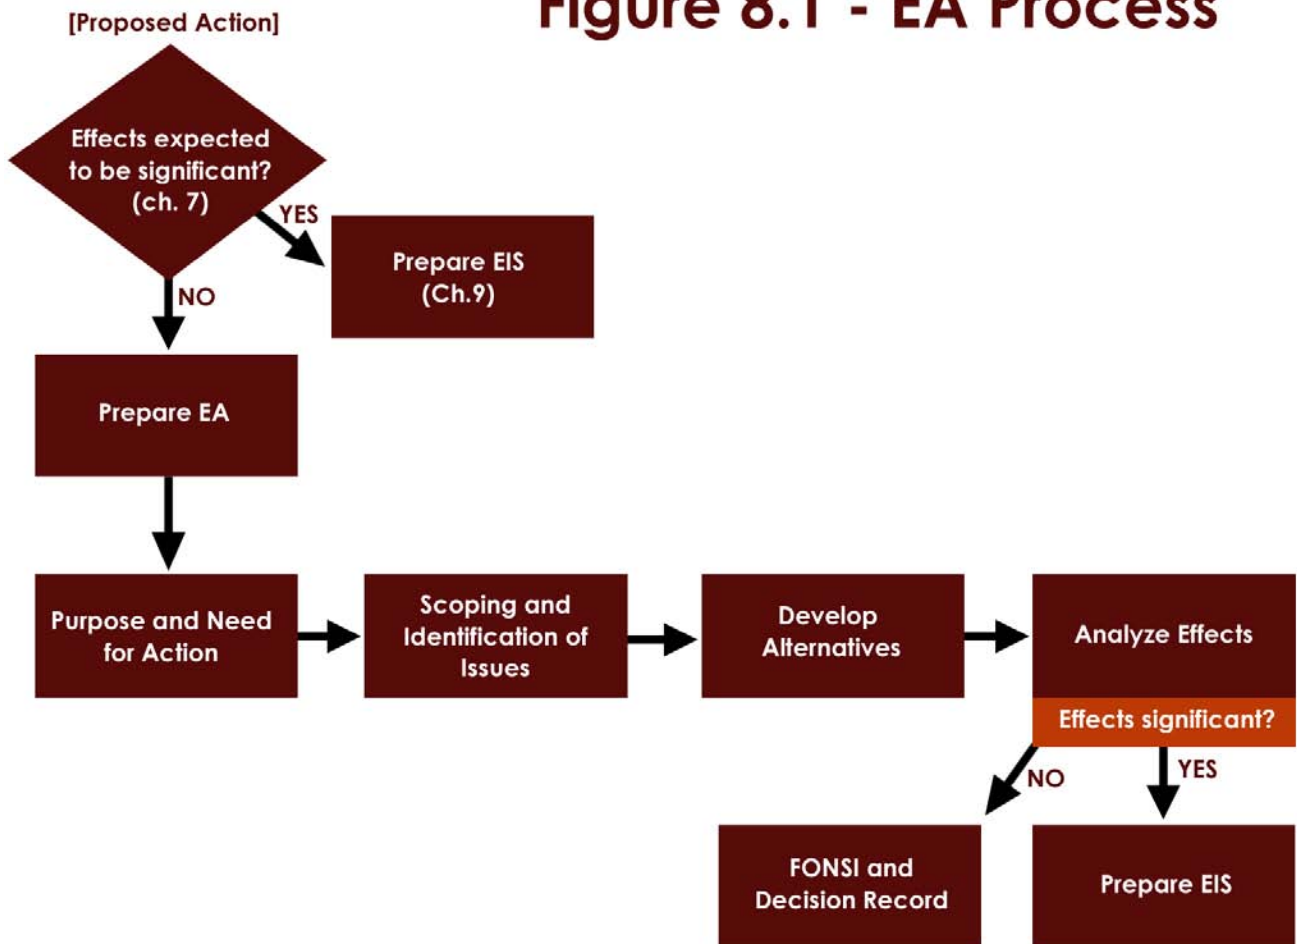 Figure 8.1 - EA Process
[Proposed Action]
Effects expected
to be significant?
(ch. 7)
YES
Prepare EIS
(Ch.9)
NO
Prepare EA
Purpose and Need
for Action
Scoping and
Identification of
Issues
Develop
Alternatives
Analyze Effects
Effects significant?
NO
YES
FONSI and
Decision Record
Prepare EIS